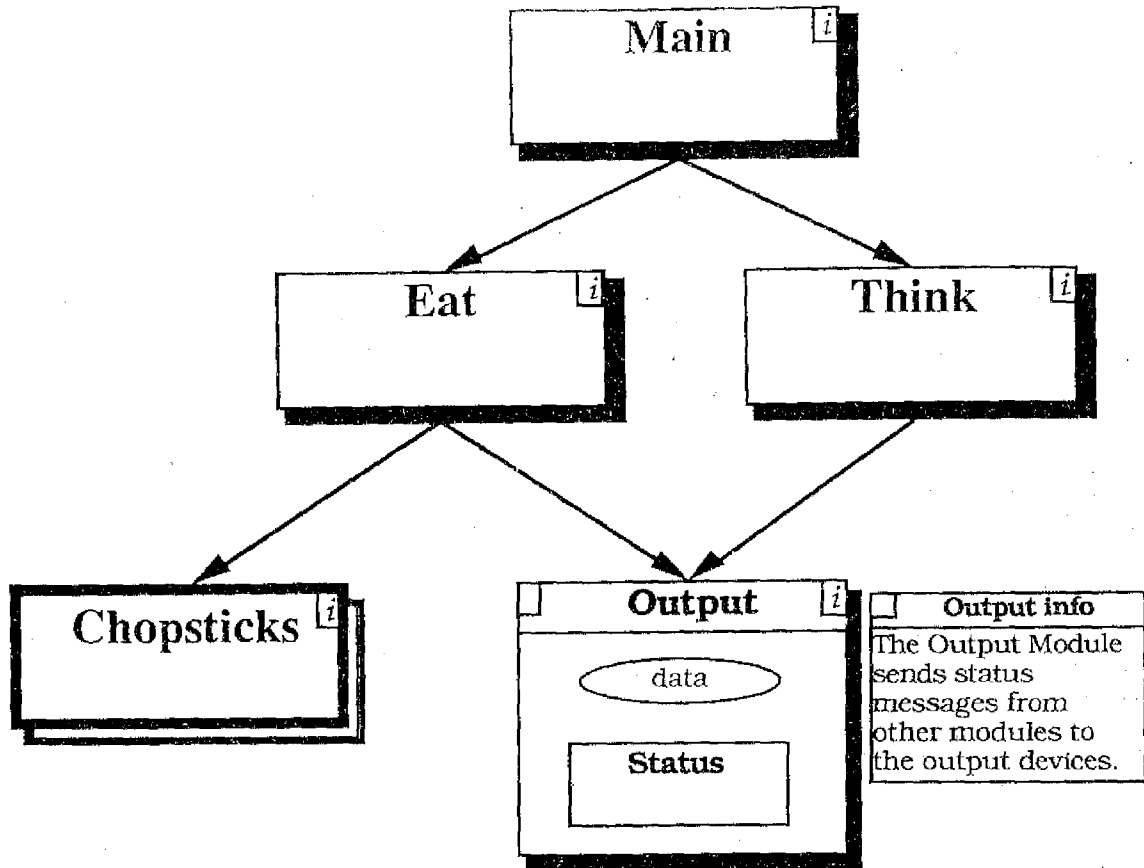 Main
i
Eat
i
Think
i
Chopsticks
i
Output
i
data
Status
Output info
The Output Module
sends status
messages from
other modules to
the output devices.